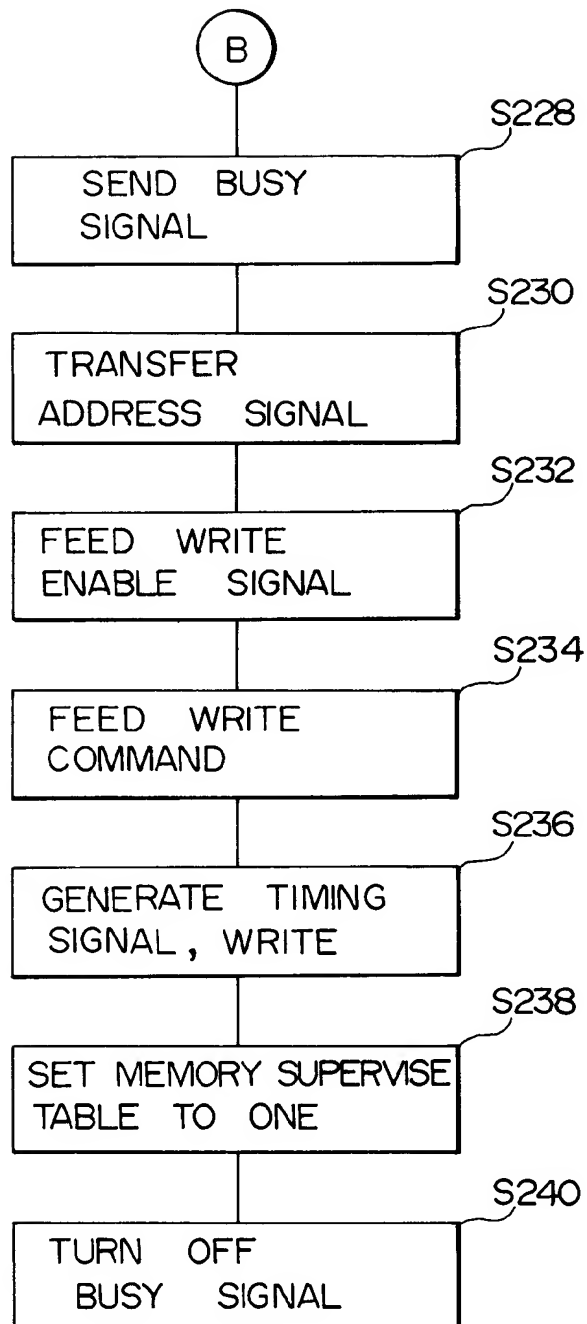 B
S228
SEND BUSY
SIGNAL
S230
TRANSFER
ADDRESS SIGNAL
S232
FEED WRITE
ENABLE SIGNAL
S234
FEED WRITE
COMMAND
S236
GENERATE TIMING
SIGNAL, WRITE
S238
SET MEMORY SUPERVISE
TABLE TO ONE
S240
TURN OFF
BUSY SIGNAL